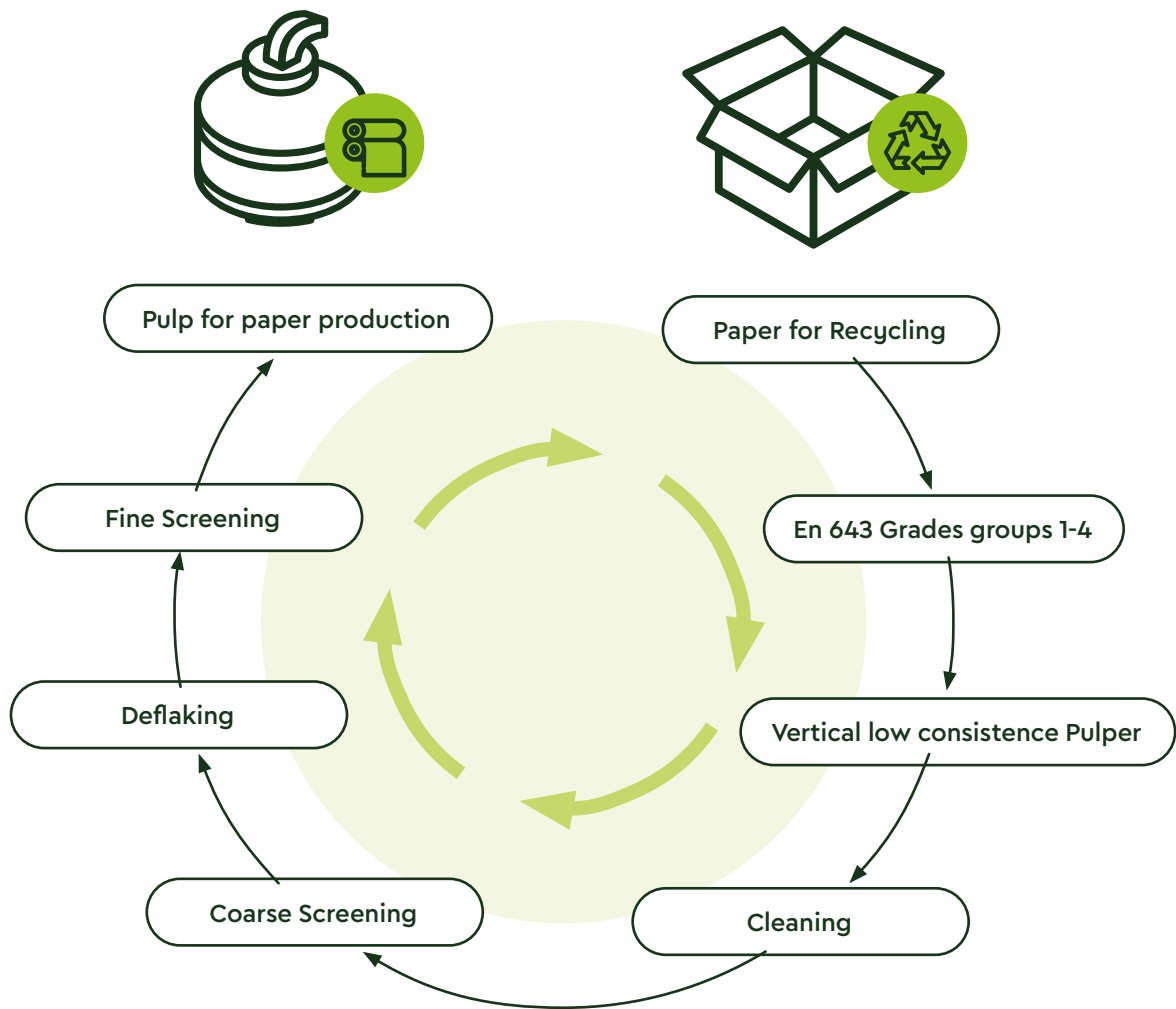 Pulp for paper production
Paper for Recycling
Fine Screening
En 643 Grades groups 1-4
Deflaking
Vertical low consistence Pulper
Coarse Screening
Cleaning